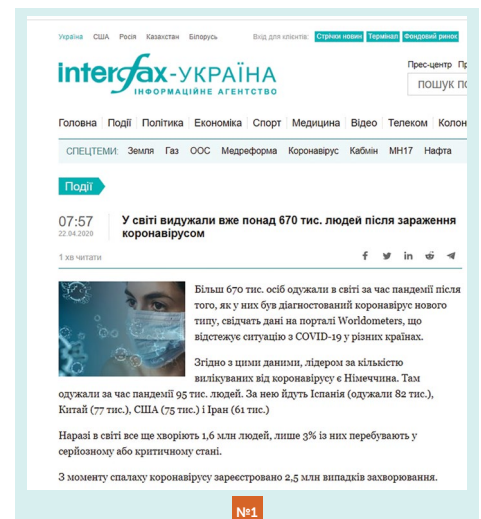 Україна США Росія Казахстан Білорусь Вхід для клієнтів: Стрічки новин Термінал Фондовий ринок
interfax-УКРАЇНА
ІНФОРМАЦІЙНЕ АГЕНТСТВО
Прес-центр Пр
пошук по
Головна Події Політика Економіка Спорт Медицина Відео Телеком Колон
СПЕЦТЕМИ: Земля Газ ООС Медреформа Коронавірус Кабмін МН17 Нафта
Події
07:57
22.04.2020
У світі видужали вже понад 670 тис. людей після зараження
коронавірусом
1 хв читати
Більш 670 тис. осіб одужали в світі за час пандемії після
того, як у них був діагностований коронавірус нового
типу, свідчать дані на порталі Worldometers, що
відстежує ситуацію з COVID-19 у різних країнах.
Згідно з цими даними, лідером за кількістю
вилікуваних від коронавірусу є Німеччина. Там
одужали за час пандемії 95 тис. людей. За нею йдуть Іспанія (одужали 82 тис.),
Китай (77 тис.), США (75 тис.) і Іран (61 тис.)
Наразі в світі все ще хворіють 1,6 млн людей, лише 3% із них перебувають у
серйозному або критичному стані.
З моменту спалаху коронавірусу зареєстровано 2,5 млн випадків захворювання.
№1